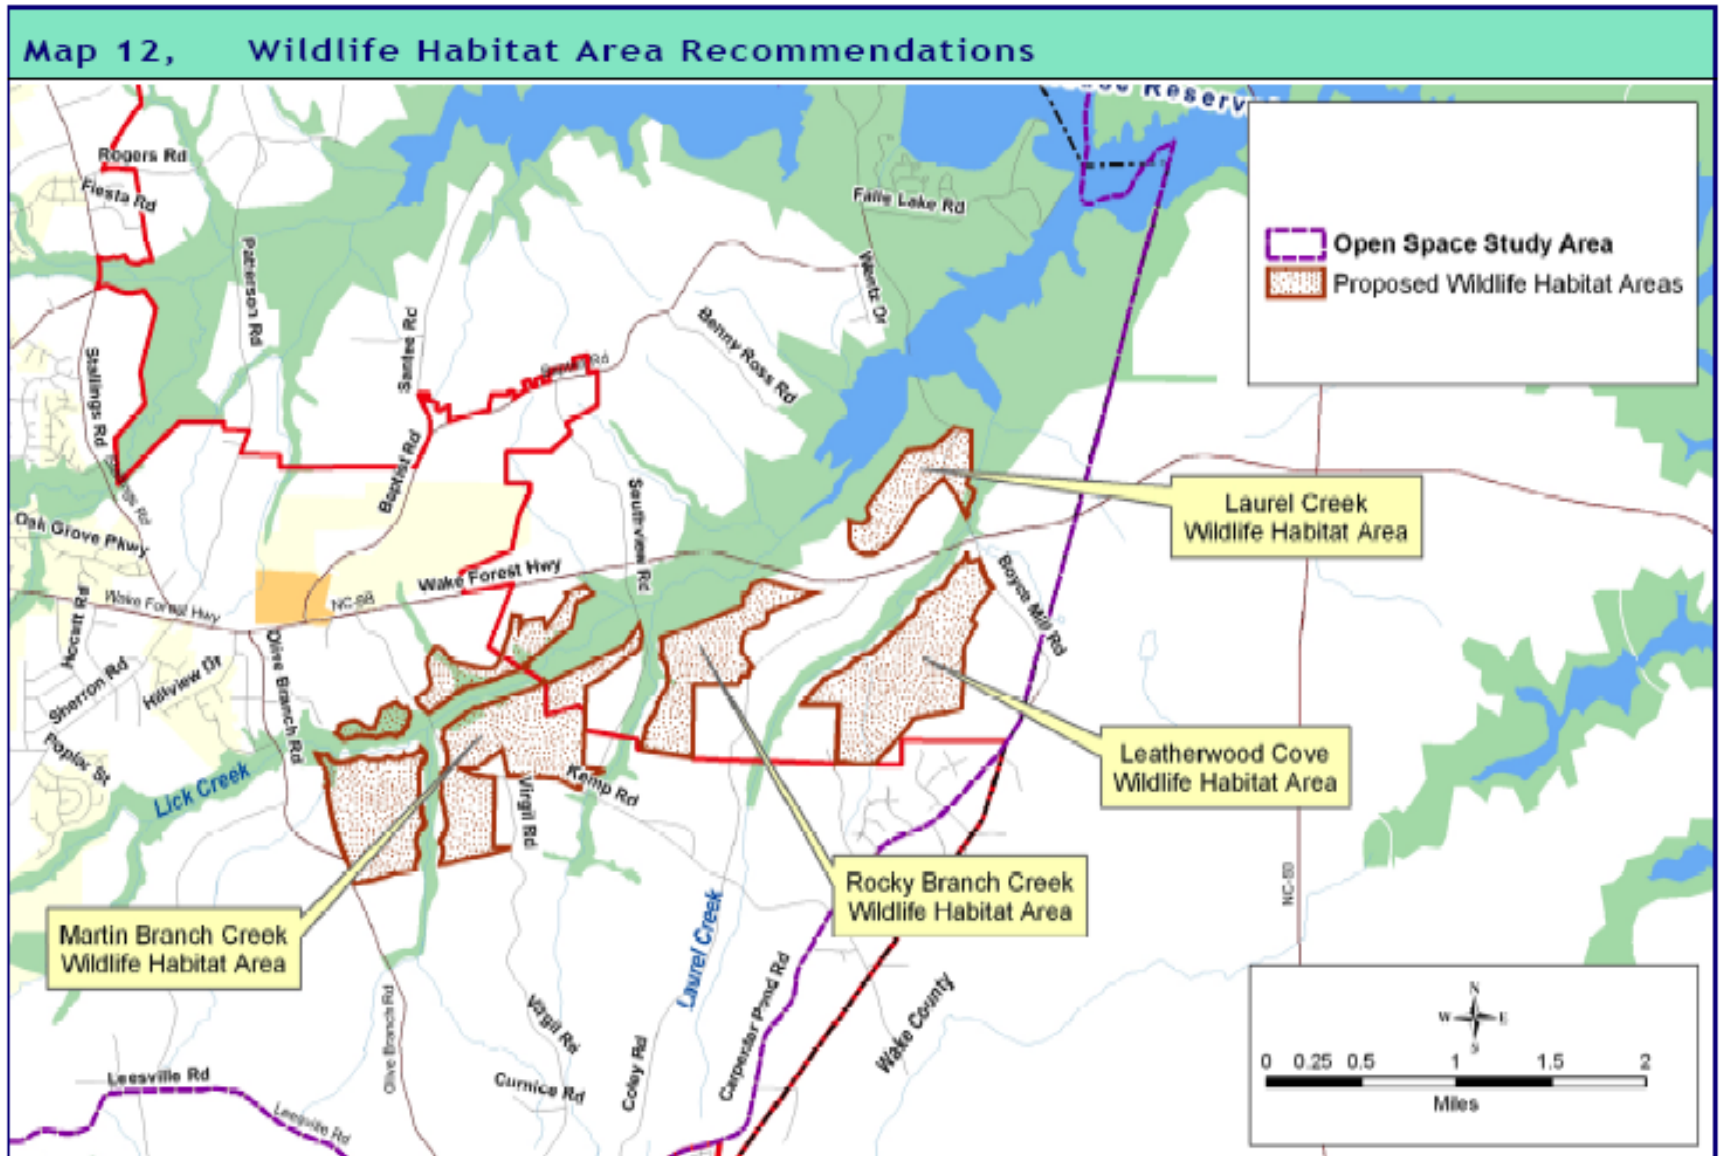 Map 12, Wildlife Habitat Area Recommendations
Reserv
Rogers Rd
Fiesta Rd
Falls Lake Rd
Patterson Rd
Wentz Dr
Open Space Study Area
Proposed Wildlife Habitat Areas
Santee Rd
Benny Ross Rd
Stallings Rd
Baptist Rd
Southview Rd
Laurel Creek
Wildlife Habitat Area
Oak Grove Pkwy
Wake Forest Hwy
Wake Forest Hwy
NC-98
Boyce Mill Rd
Hocutt Rd
Sherron Rd
Hillview Dr
Olive Branch Rd
Poplar St
Lick Creek
Kemp Rd
Virgil Rd
Leatherwood Cove
Wildlife Habitat Area
Rocky Branch Creek
Wildlife Habitat Area
NC-50
Martin Branch Creek
Wildlife Habitat Area
Laurel Creek
Carpenter Pond Rd
Wake County
Olive Branch Rd
Virgil Rd
Coley Rd
Curnice Rd
Leesville Rd
Leesville Rd
N
W E
S
0 0.25 0.5 1 1.5 2
Miles